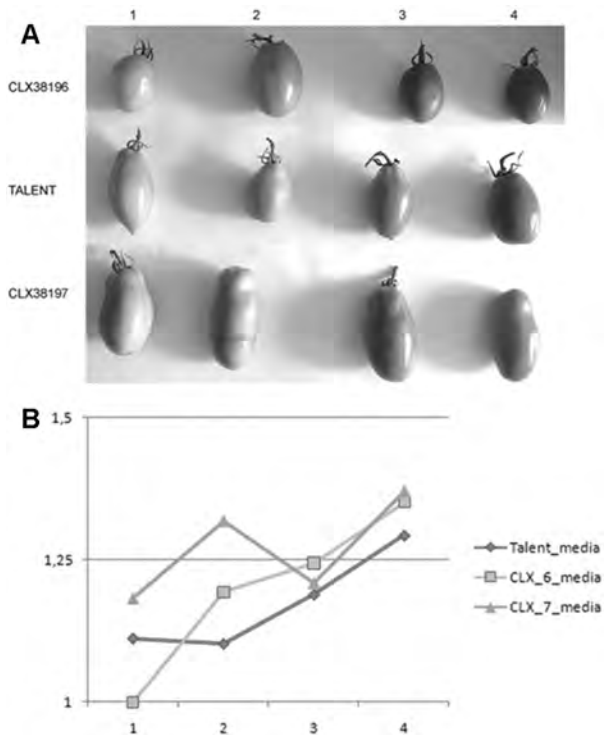 1 2 3 4
A
CLX38196
TALENT
CLX38197
B
1,5
1,25
1
1 2 3 4
Talent_media
CLX_6_media
CLX_7_media